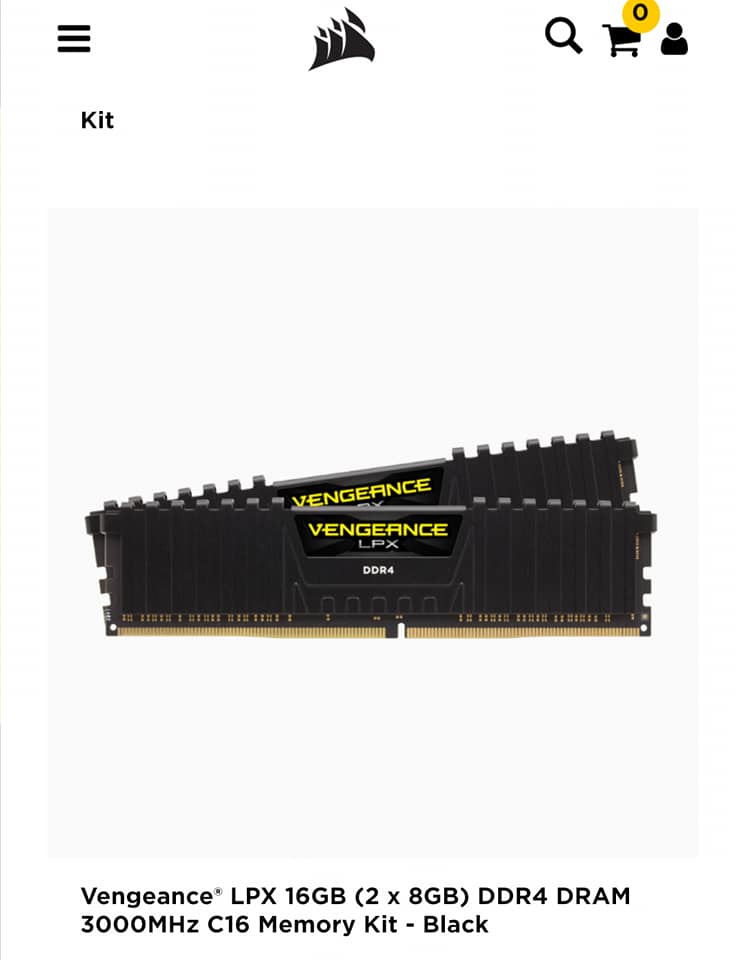 0
Kit
VENGEANCE
VENGEANCE
LPX
DDR4
Vengeance® LPX 16GB (2 x 8GB) DDR4 DRAM
3000MHz C16 Memory Kit - Black